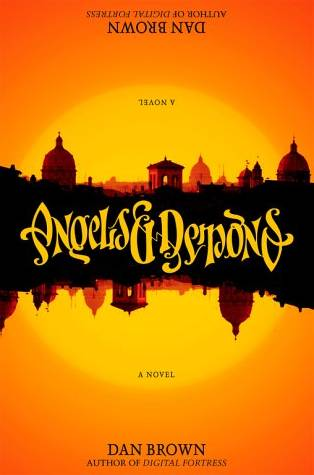 DAN BROWN
AUTHOR OF DIGITAL FORTRESS
A NOVEL
Angels & Demons
A NOVEL
DAN BROWN
AUTHOR OF DIGITAL FORTRESS